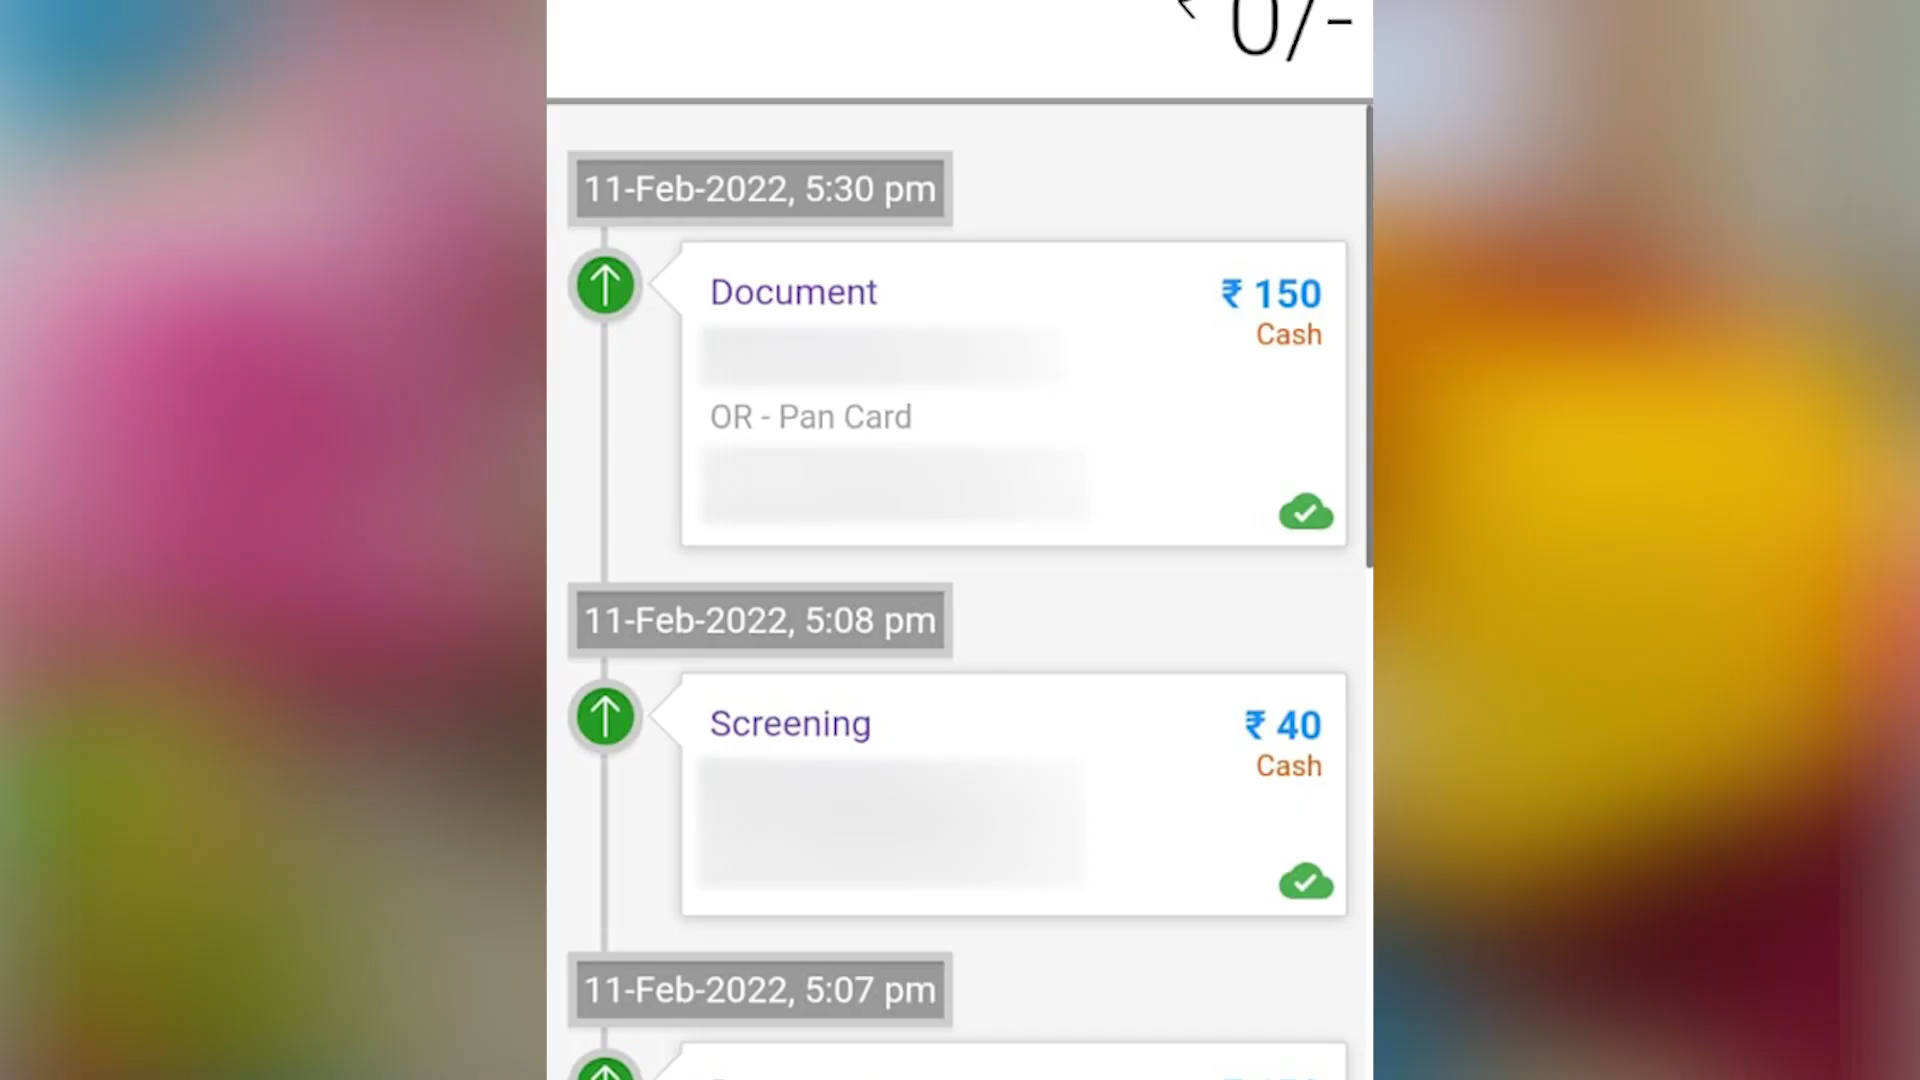 ₹ 0/-
11-Feb-2022, 5:30 pm
Document
₹ 150
Cash
OR - Pan Card
11-Feb-2022, 5:08 pm
Screening
₹ 40
Cash
11-Feb-2022, 5:07 pm